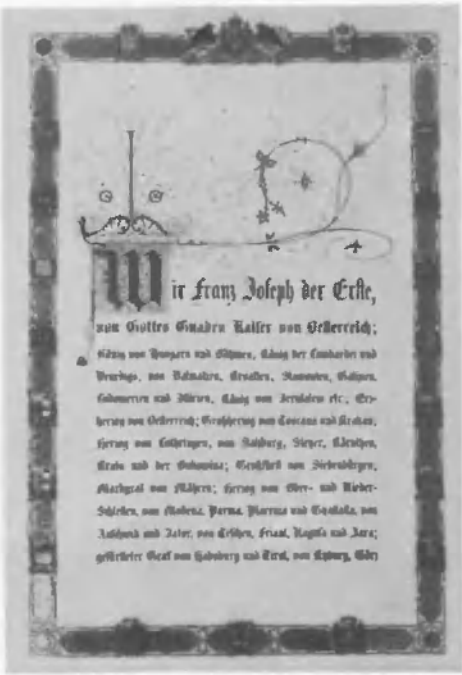 Wir Franz Joseph der Erste,
von Gottes Gnaden Kaiser von Oesterreich;
König von Hungarn und Böhmen, König der Lombardei und
Venedigs, von Dalmatien, Croatien, Slawonien, Galizien,
Lodomerien und Illirien, König von Jerusalem etc.; Erz-
herzog von Oesterreich; Großherzog von Toscana und Krakau;
Herzog von Lothringen, von Salzburg, Steyer, Kärnthen,
Krain und der Bukowina; Großfürst von Siebenbürgen,
Markgraf von Mähren; Herzog von Ober- und Nieder-
Schlesien, von Modena, Parma, Piacenza und Guastalla, von
Auschwitz und Zator, von Teschen, Friaul, Ragusa und Zara;
gefürsteter Graf von Habsburg und Tirol, von Kyburg, Görz